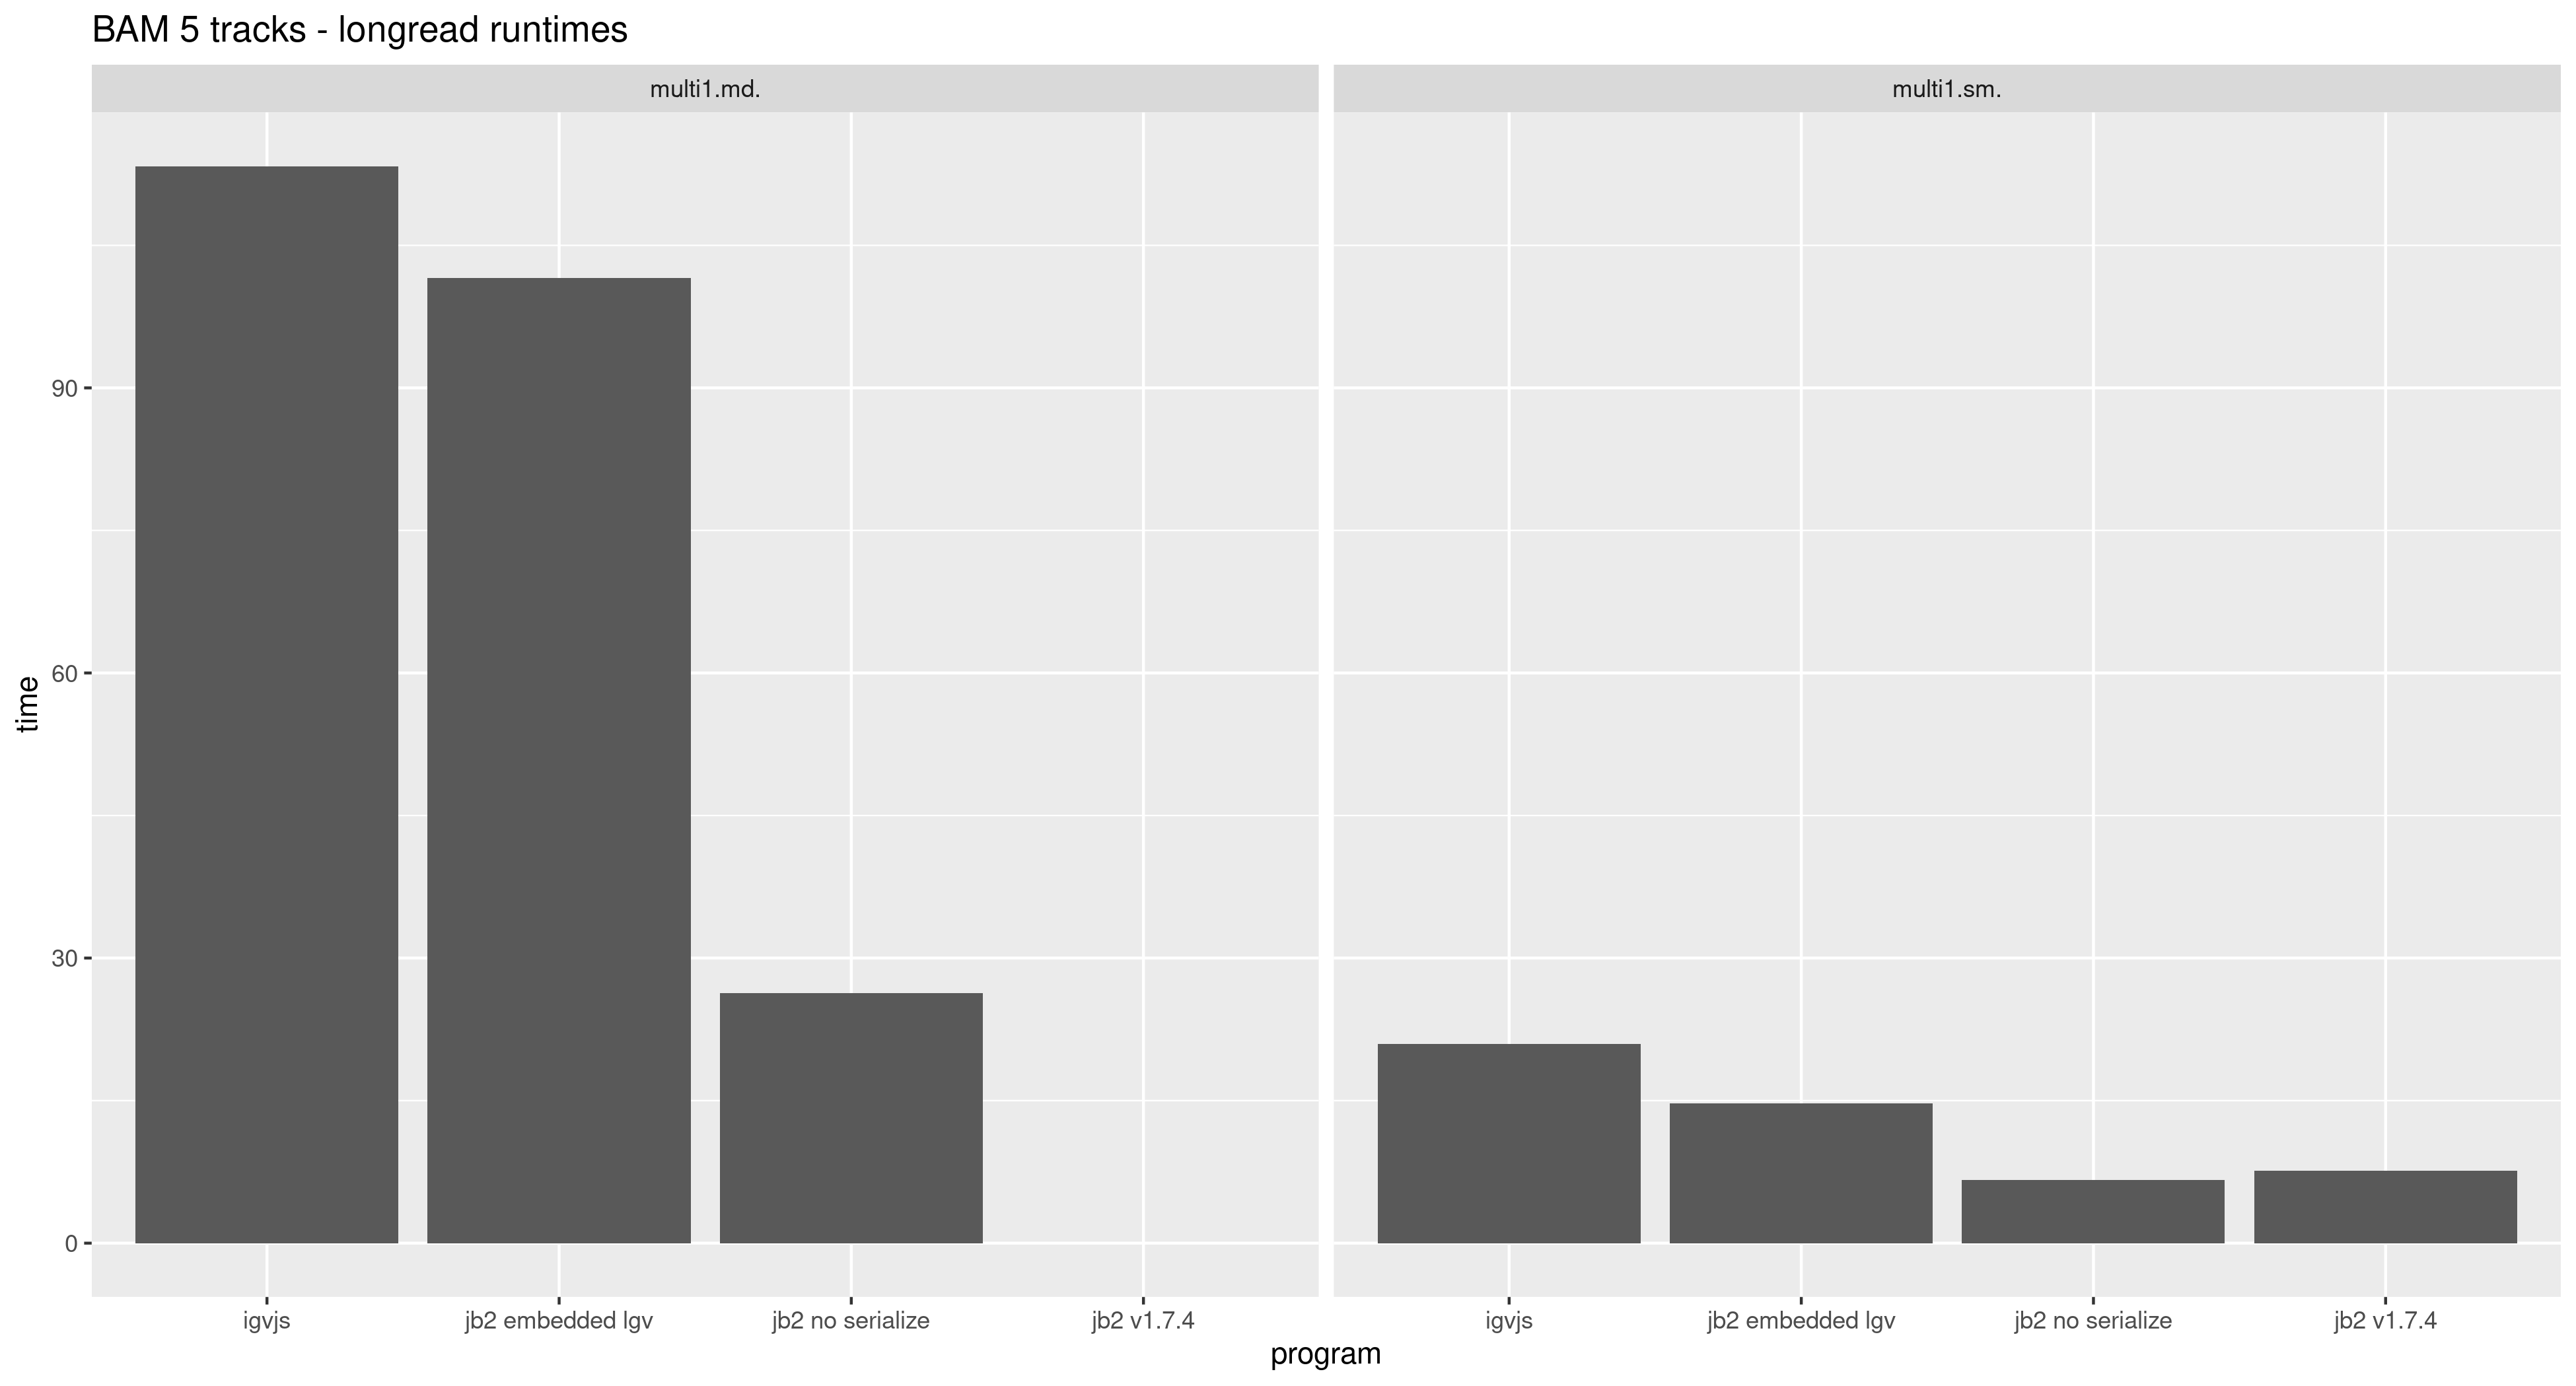 BAM 5 tracks - longread runtimes
multi1.md.
multi1.sm.
90
60
30
0
time
igvjs
jb2 embedded lgv
jb2 no serialize
jb2 v1.7.4
igvjs
jb2 embedded lgv
jb2 no serialize
jb2 v1.7.4
program